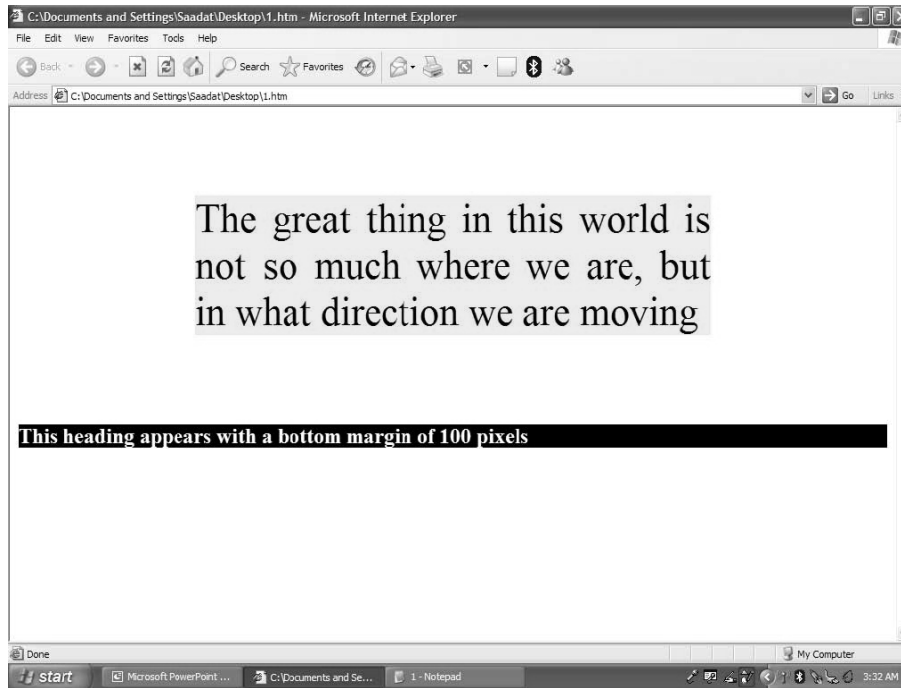 C:\Documents and Settings\Saadat\Desktop\1.htm - Microsoft Internet Explorer
File Edit View Favorites Tools Help
Back Search Favorites
Address C:\Documents and Settings\Saadat\Desktop\1.htm Go Links
The great thing in this world is
not so much where we are, but
in what direction we are moving
This heading appears with a bottom margin of 100 pixels
Done My Computer
start Microsoft PowerPoint ... C:\Documents and Se... 1 - Notepad 3:32 AM